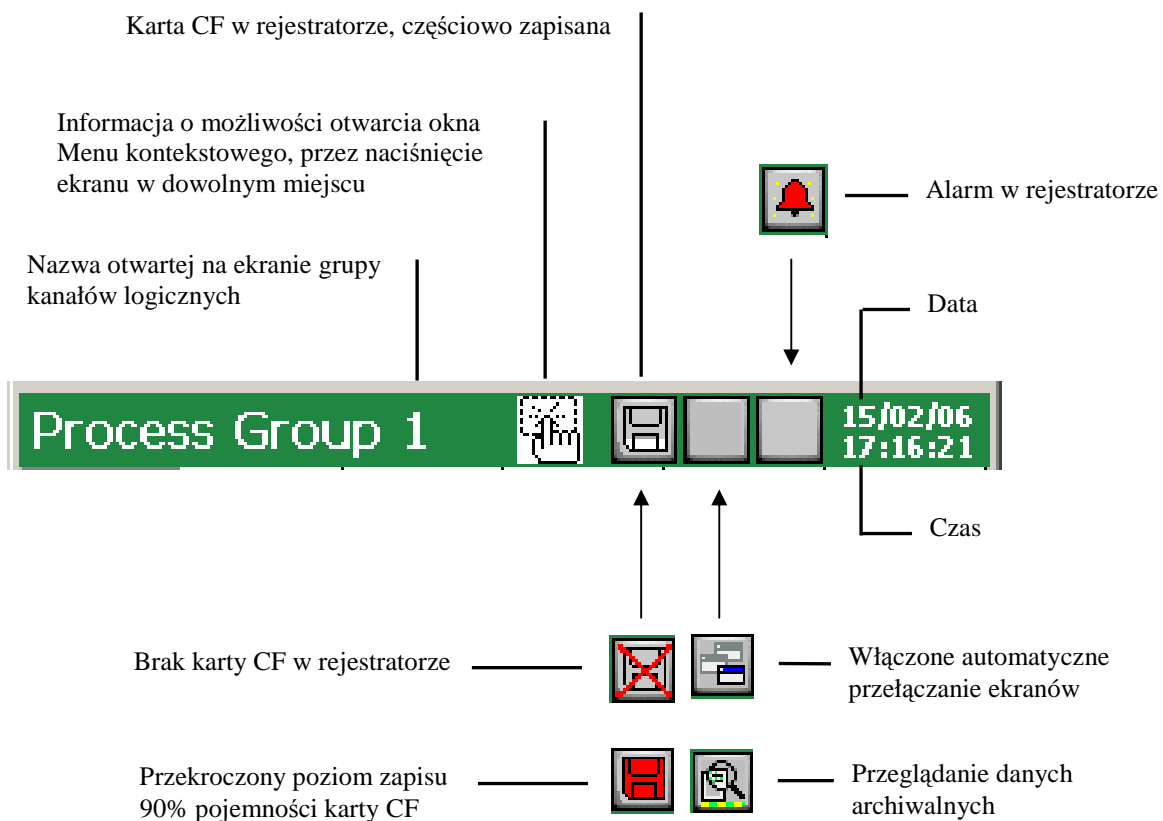 Karta CF w rejestratorze, częściowo zapisana
Informacja o możliwości otwarcia okna
Menu kontekstowego, przez naciśnięcie
ekranu w dowolnym miejscu
Alarm w rejestratorze
Nazwa otwartej na ekranie grupy
kanałów logicznych
Data
Process Group 1
15/02/06
17:16:21
Czas
Brak karty CF w rejestratorze
Włączone automatyczne
przełączanie ekranów
Przekroczony poziom zapisu
90% pojemności karty CF
Przeglądanie danych
archiwalnych